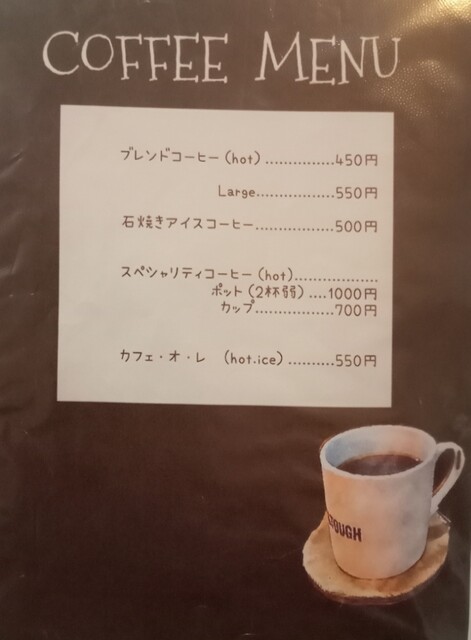 COFFEE MENU
ブレンドコーヒー(hot)...............450円
Large.................550円
石焼きアイスコーヒー..................500円
スペシャリティコーヒー(hot)..................
ポット(2杯弱)....1000円
カップ.................700円
カフェ・オ・レ (hot.ice)..........550円